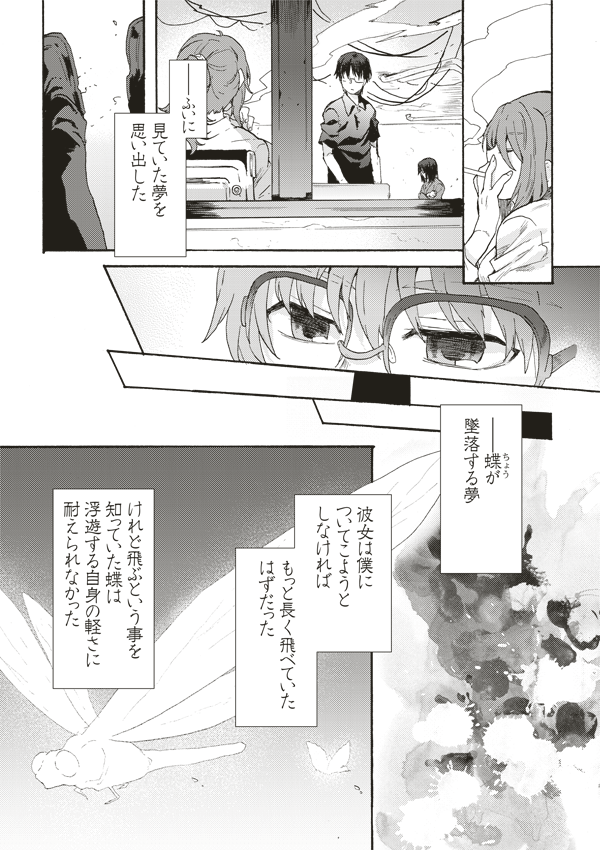 ──ふいに
見ていた夢を
思い出した
──蝶が
ちょう
墜落する夢
彼女は僕に
ついてこようと
しなければ
もっと長く飛べていた
はずだった
けれど飛ぶという事を
知っていた蝶は
浮遊する自身の軽さに
耐えられなかった